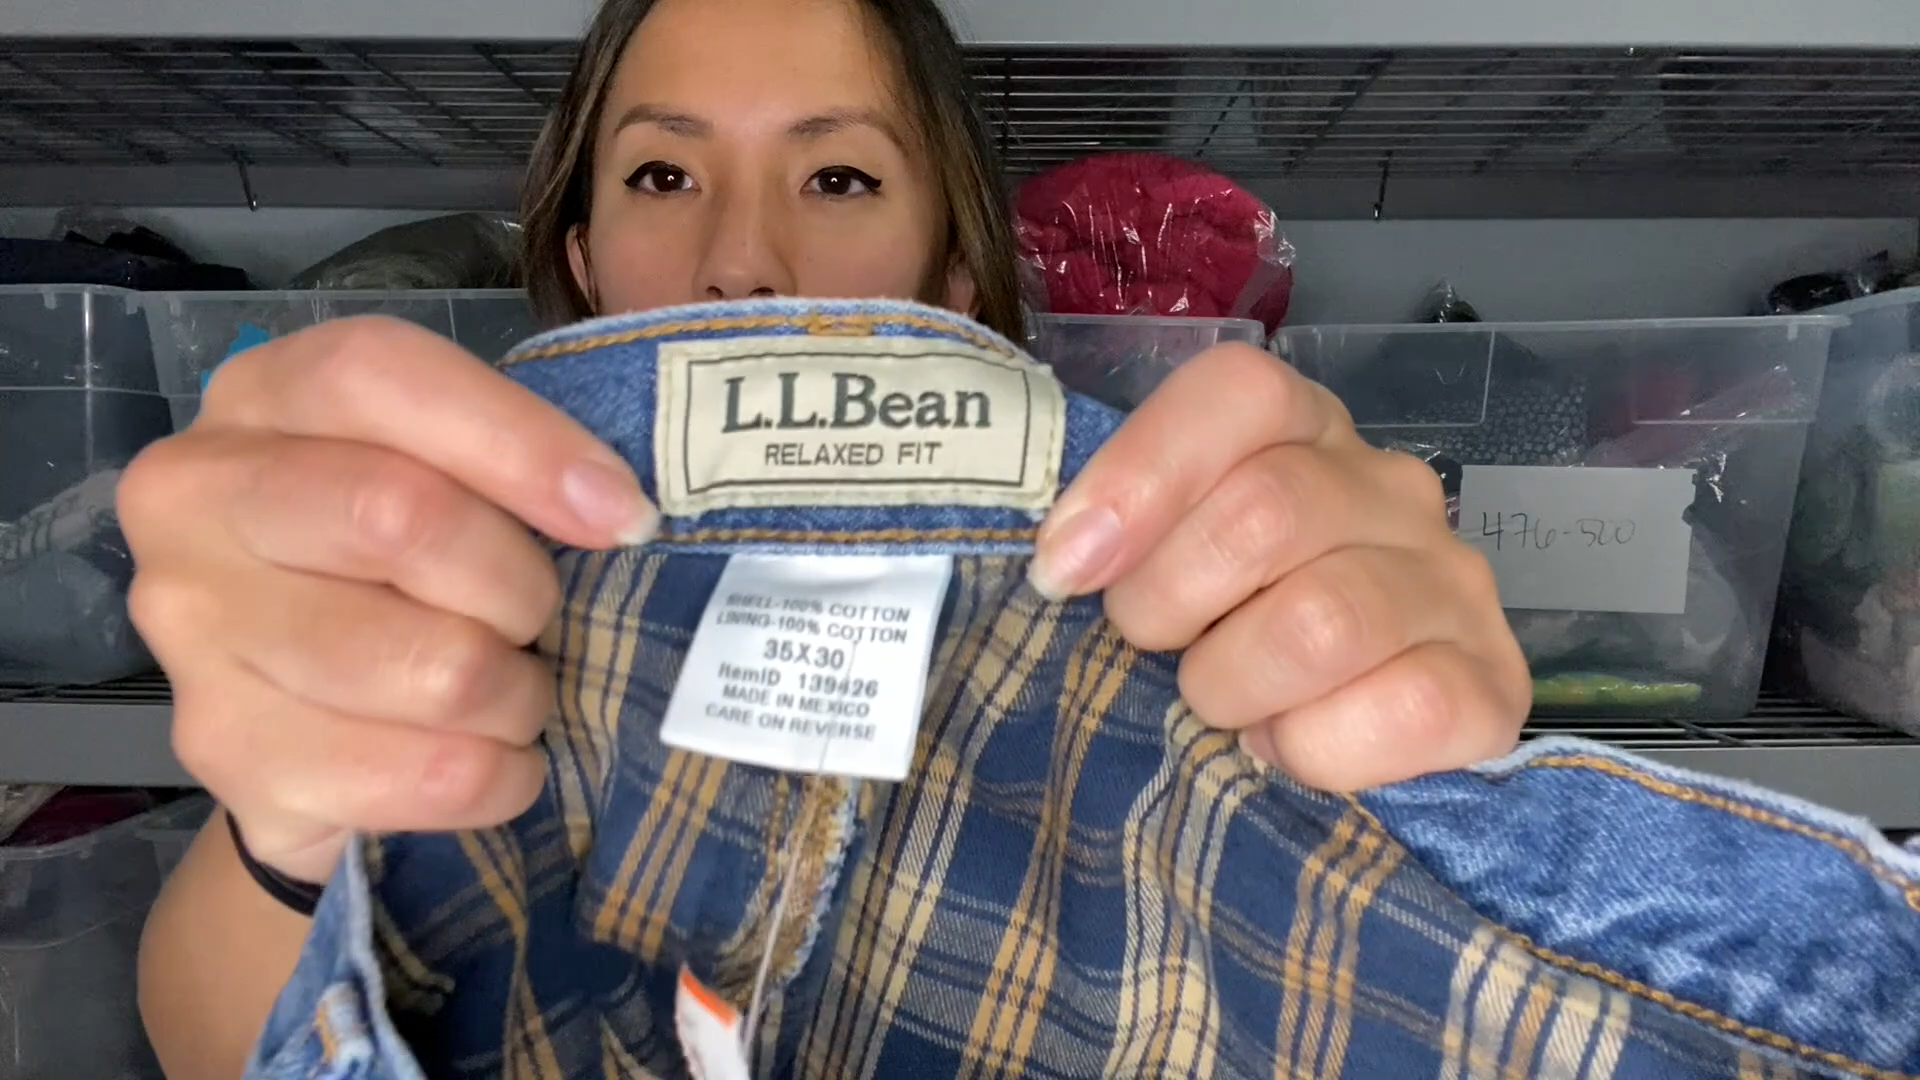 L.L.Bean
RELAXED FIT
SHELL-100% COTTON
LINING-100% COTTON
35X30
ItemID 139426
MADE IN MEXICO
CARE ON REVERSE
476-500